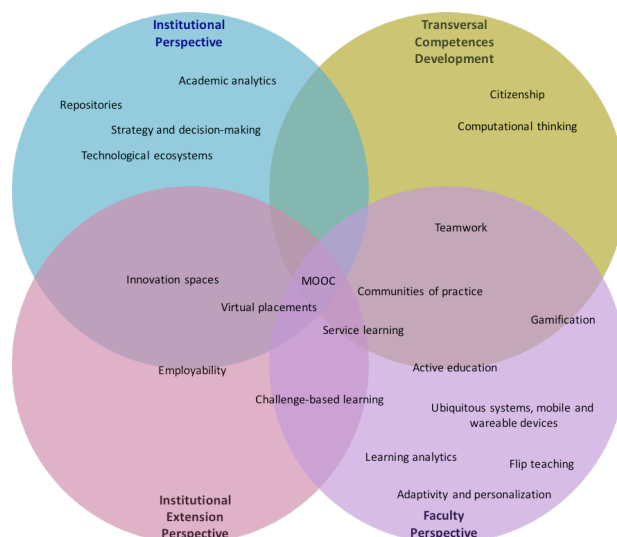 Institutional
Perspective
Transversal
Competences
Development
Academic analytics
Repositories
Strategy and decision-making
Technological ecosystems
Citizenship
Computational thinking
Teamwork
Innovation spaces
MOOC
Communities of practice
Virtual placements
Service learning
Gamification
Employability
Active education
Challenge-based learning
Ubiquitous systems, mobile and
wareable devices
Learning analytics
Flip teaching
Adaptivity and personalization
Institutional
Extension
Perspective
Faculty
Perspective